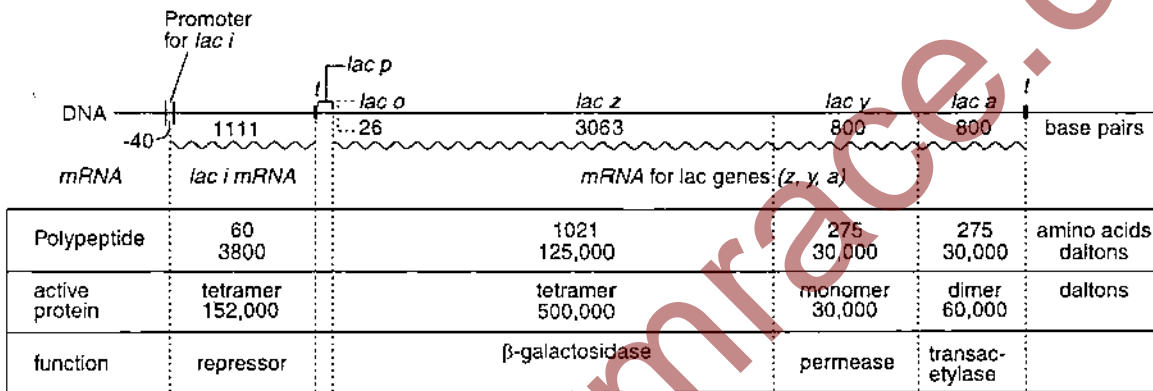 Promoter
for lac i
lac p
DNA lac o lac z lac y lac a t
-40 1111 26 3063 800 800 base pairs
mRNA lac i mRNA mRNA for lac genes (z, y, a)
Polypeptide 60 1021 275 275 amino acids
3800 125,000 30,000 30,000 daltons
active tetramer tetramer monomer dimer daltons
protein 152,000 500,000 30,000 60,000
function repressor β-galactosidase permease transac-
etylase
mrace.